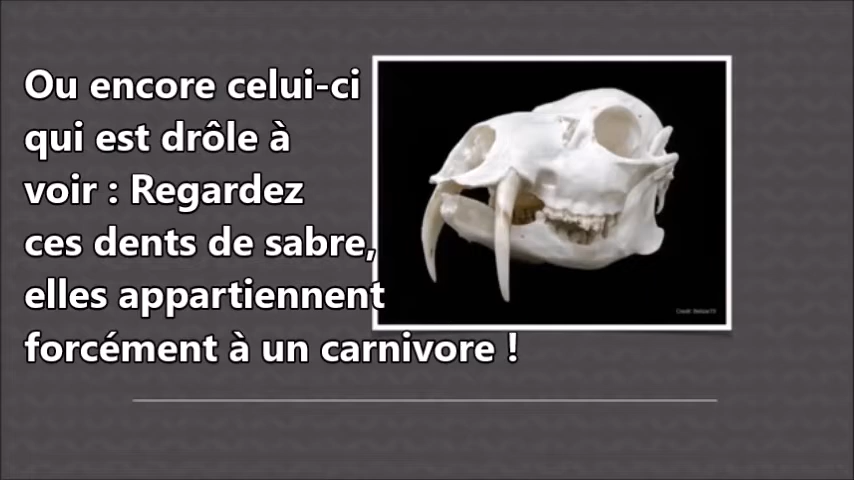 Ou encore celui-ci
qui est drôle à
voir : Regardez
ces dents de sabre,
elles appartiennent
forcément à un carnivore !